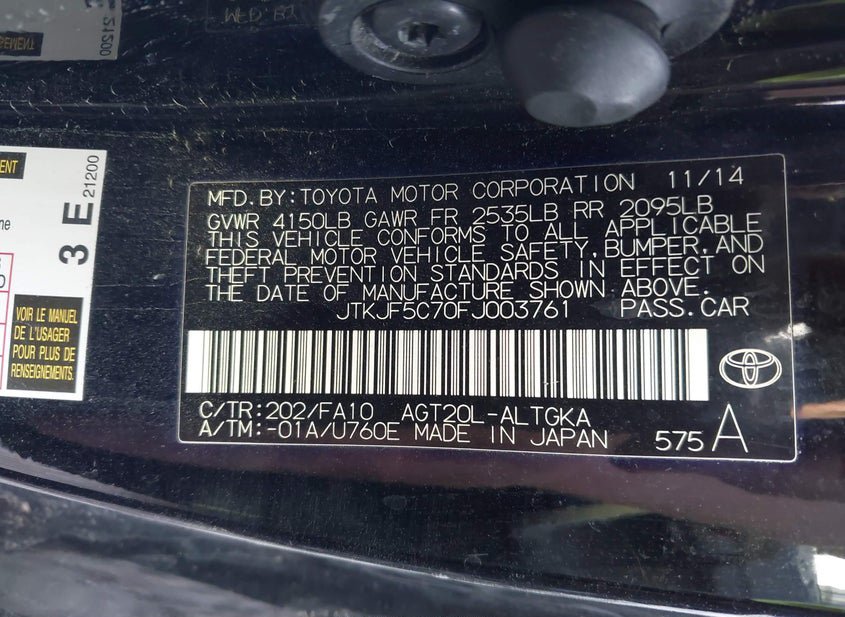 MFD. BY: TOYOTA MOTOR CORPORATION 11/14
GVWR 4150LB GAWR FR 2535LB RR 2095LB
THIS VEHICLE CONFORMS TO ALL APPLICABLE
FEDERAL MOTOR VEHICLE SAFETY, BUMPER, AND
THEFT PREVENTION STANDARDS IN EFFECT ON
THE DATE OF MANUFACTURE SHOWN ABOVE.
JTKJF5C70FJ003761 PASS. CAR
C/TR: 202/FA10 AGT20L-ALTGKA
A/TM: -01A/U760E MADE IN JAPAN 575 A
3 E
21200
VOIR LE MANUEL
DE L'USAGER
POUR PLUS DE
RENSEIGNEMENTS.
21200